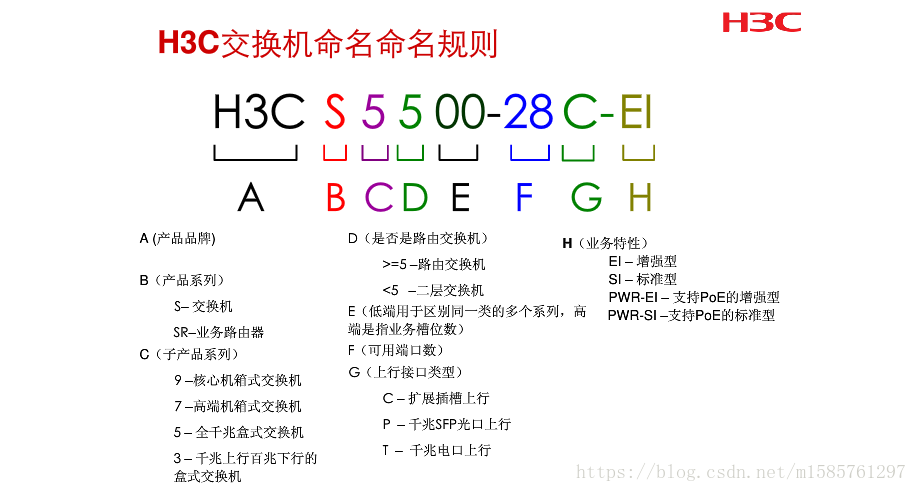 H3C
H3C交换机命名命名规则
H3C S 5 5 00-28 C-EI
A B C D E F G H
A (产品品牌)
B（产品系列）
S– 交换机
SR–业务路由器
C（子产品系列）
9 –核心机箱式交换机
7 –高端机箱式交换机
5 – 全千兆盒式交换机
3 – 千兆上行百兆下行的
盒式交换机
D（是否是路由交换机）
>=5 –路由交换机
<5 –二层交换机
E（低端用于区别同一类的多个系列，高
端是指业务槽位数）
F（可用端口数）
G（上行接口类型）
C – 扩展插槽上行
P – 千兆SFP光口上行
T – 千兆电口上行
H（业务特性）
EI – 增强型
SI – 标准型
PWR-EI – 支持PoE的增强型
PWR-SI –支持PoE的标准型
https://blog.csdn.net/m1585761297